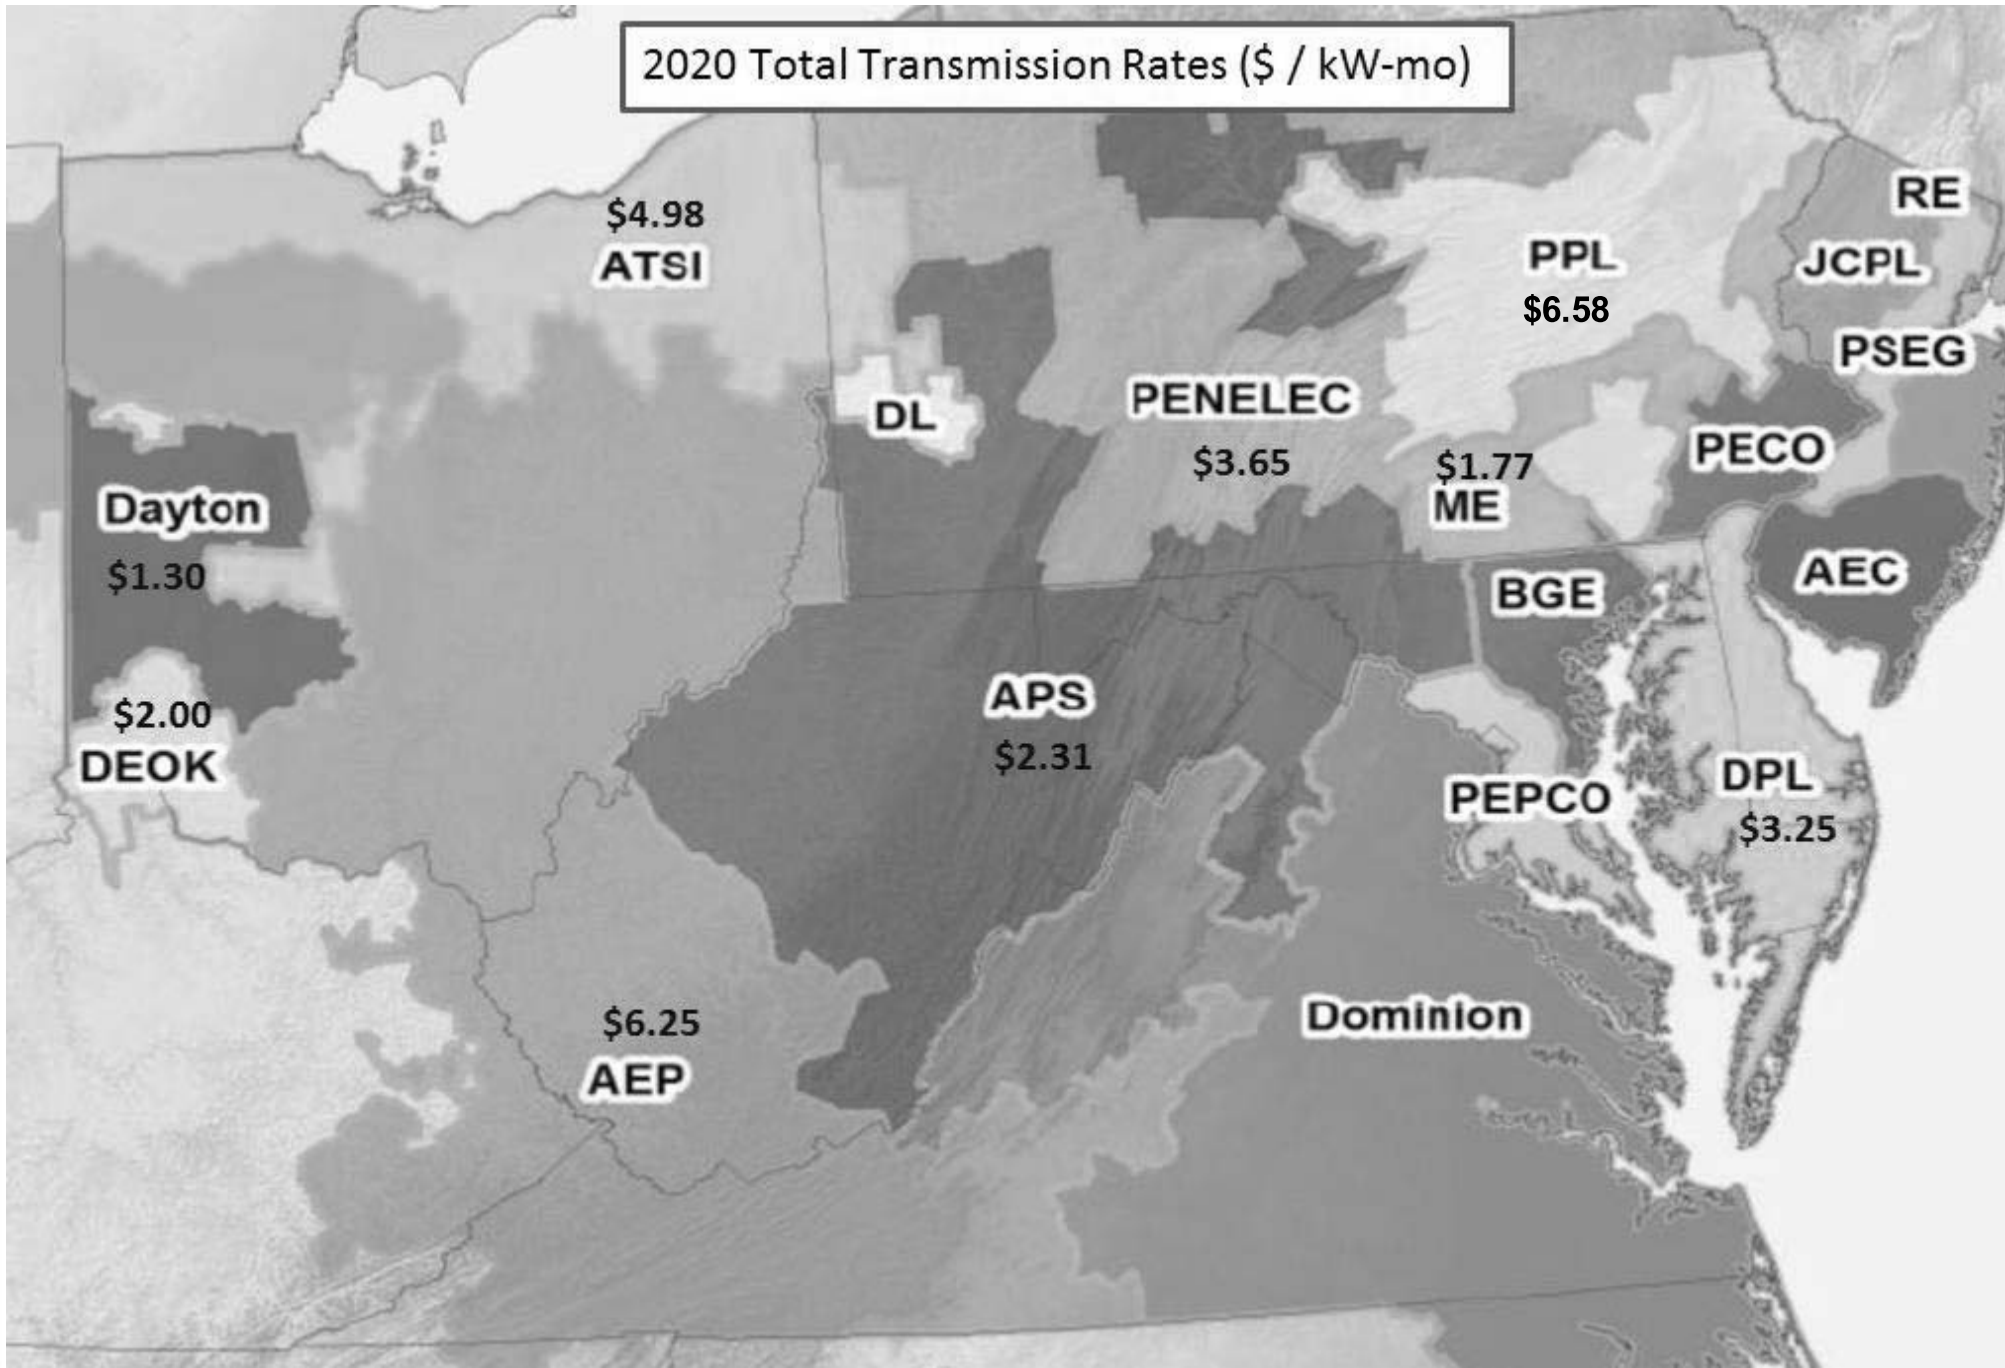 2020 Total Transmission Rates ($ / kW-mo)
RE
$4.98
ATSI
PPL
$6.58
JCPL
PSEG
DL
PENELEC
$3.65
$1.77
ME
PECO
Dayton
$1.30
AEC
BGE
APS
$2.31
$2.00
DEOK
PEPCO
DPL
$3.25
Dominion
$6.25
AEP